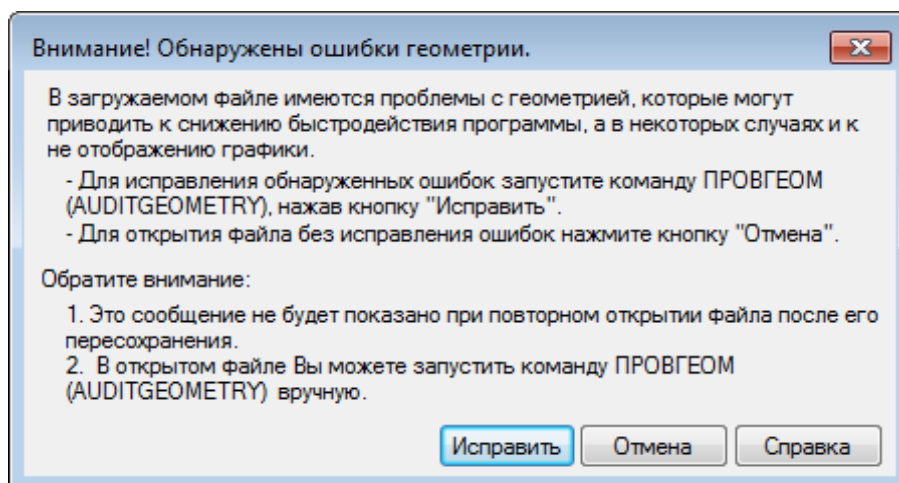 Внимание! Обнаружены ошибки геометрии.
В загружаемом файле имеются проблемы с геометрией, которые могут
приводить к снижению быстродействия программы, а в некоторых случаях и к
не отображению графики.
- Для исправления обнаруженных ошибок запустите команду ПРОВГЕОМ
(AUDITGEOMETRY), нажав кнопку "Исправить".
- Для открытия файла без исправления ошибок нажмите кнопку "Отмена".
Обратите внимание:
1. Это сообщение не будет показано при повторном открытии файла после его
пересохранения.
2. В открытом файле Вы можете запустить команду ПРОВГЕОМ
(AUDITGEOMETRY) вручную.
Исправить Отмена Справка